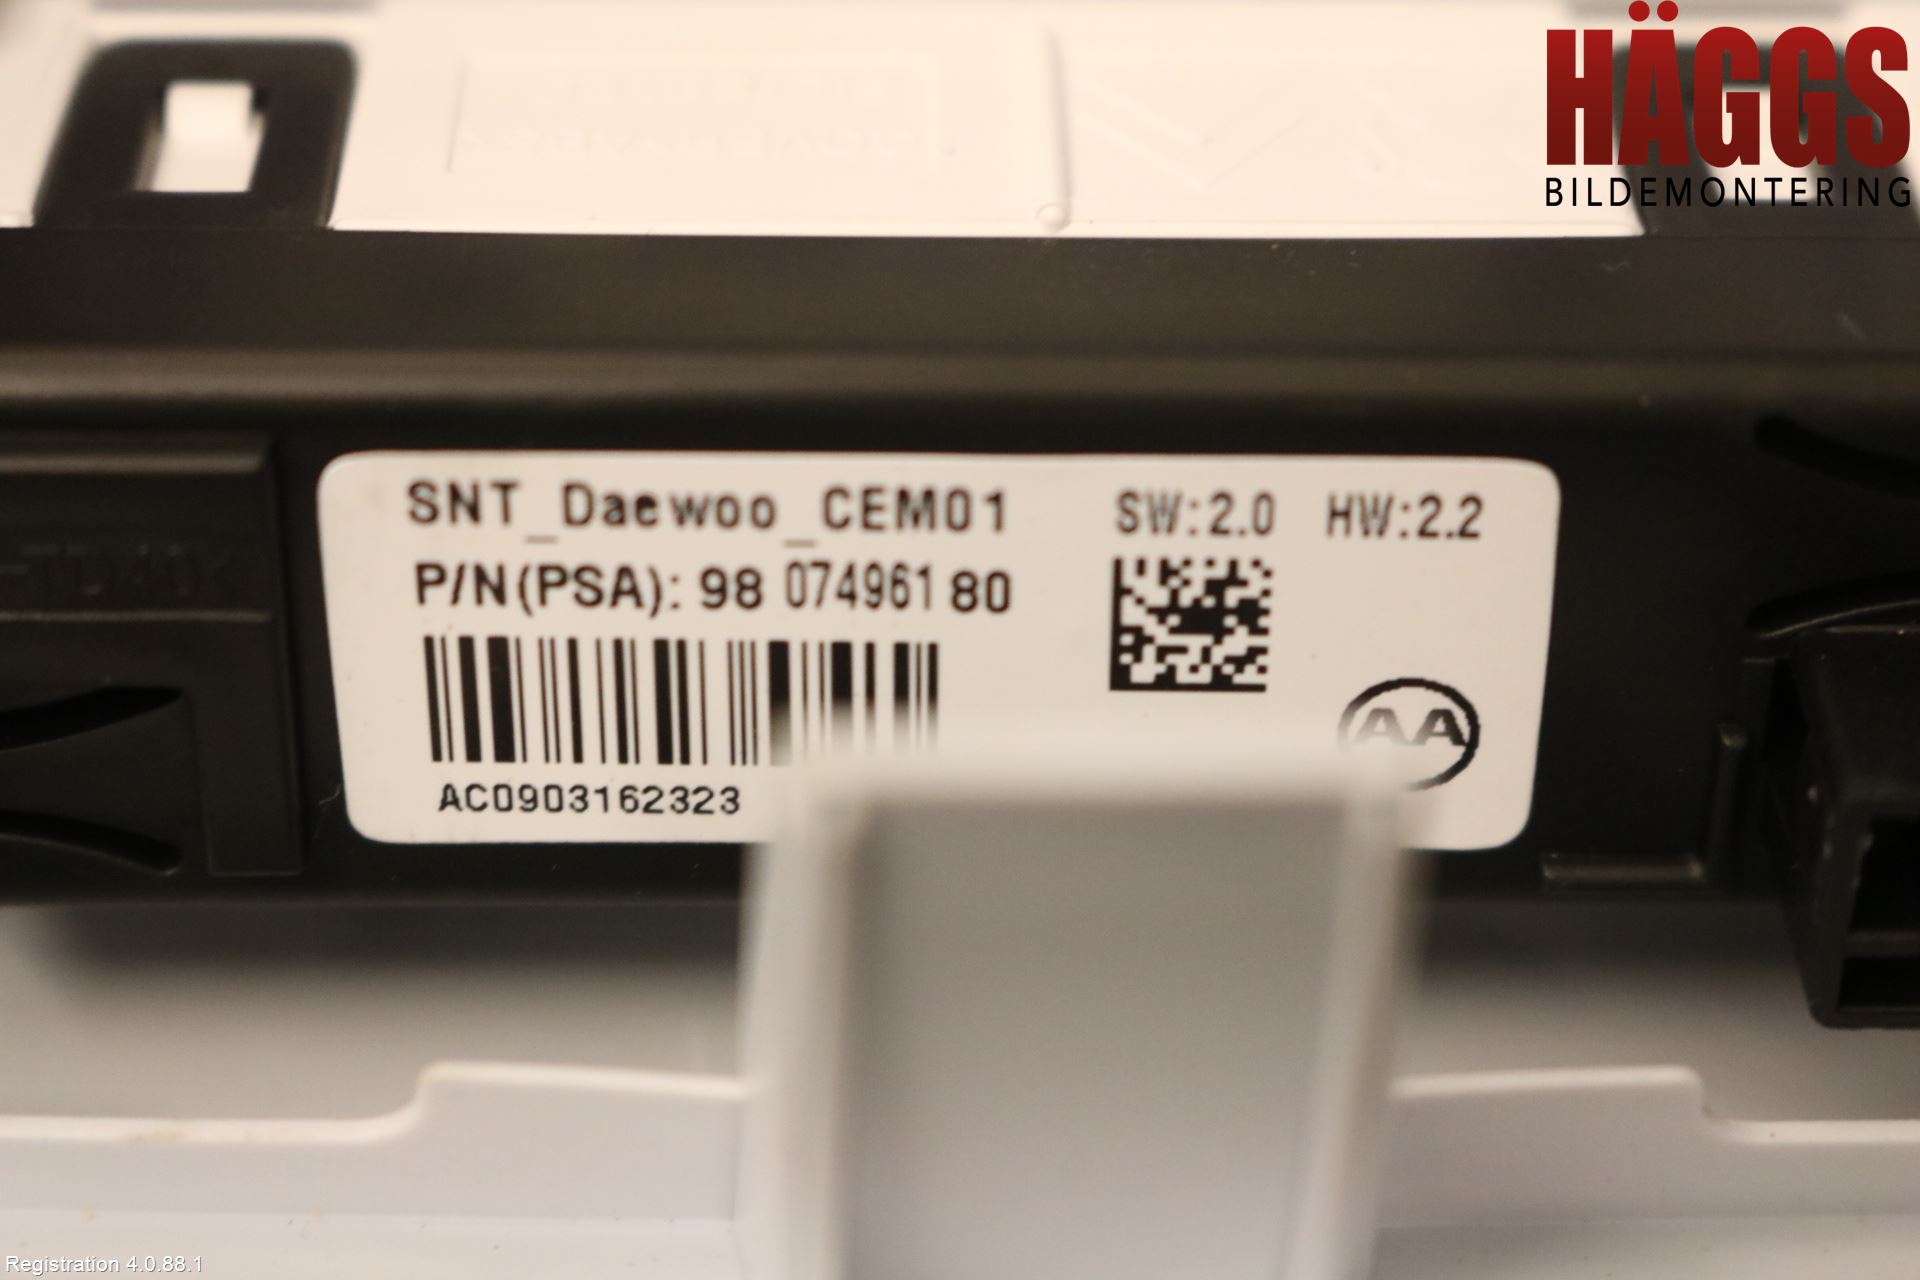 HÄGGS
BILDEMONTERING
SNT_Daewoo_CEM01 SW:2.0 HW:2.2
P/N(PSA): 98 07496180
AC0903162323
AA
Registration 4.0.88.1